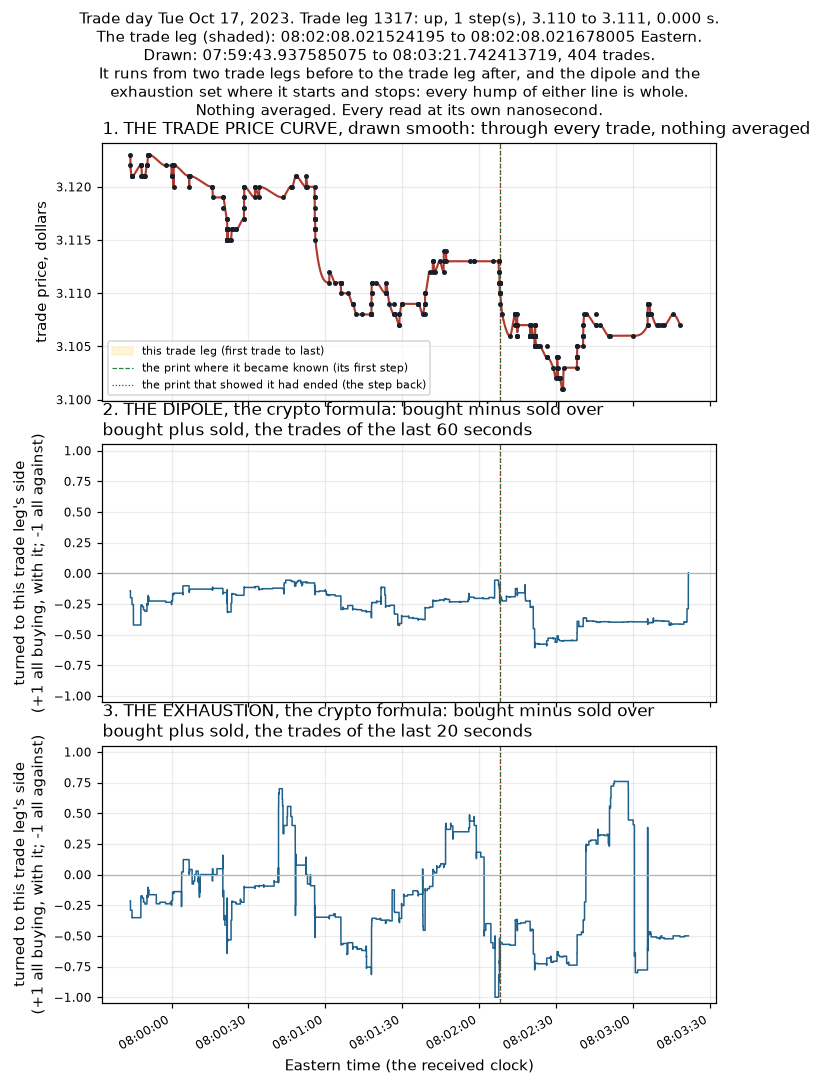 Trade day Tue Oct 17, 2023. Trade leg 1317: up, 1 step(s), 3.110 to 3.111, 0.000 s.
The trade leg (shaded): 08:02:08.021524195 to 08:02:08.021678005 Eastern.
Drawn: 07:59:43.937585075 to 08:03:21.742413719, 404 trades.
It runs from two trade legs before to the trade leg after, and the dipole and the
exhaustion set where it starts and stops: every hump of either line is whole.
Nothing averaged. Every read at its own nanosecond.
1. THE TRADE PRICE CURVE, drawn smooth: through every trade, nothing averaged
trade price, dollars
3.120
3.115
3.110
3.105
3.100
this trade leg (first trade to last)
the print where it became known (its first step)
the print that showed it had ended (the step back)
2. THE DIPOLE, the crypto formula: bought minus sold over
bought plus sold, the trades of the last 60 seconds
turned to this trade leg's side
(+1 all buying, with it; -1 all against)
1.00
0.75
0.50
0.25
0.00
−0.25
−0.50
−0.75
−1.00
3. THE EXHAUSTION, the crypto formula: bought minus sold over
bought plus sold, the trades of the last 20 seconds
turned to this trade leg's side
(+1 all buying, with it; -1 all against)
1.00
0.75
0.50
0.25
0.00
−0.25
−0.50
−0.75
−1.00
08:00:00
08:00:30
08:01:00
08:01:30
08:02:00
08:02:30
08:03:00
08:03:30
Eastern time (the received clock)